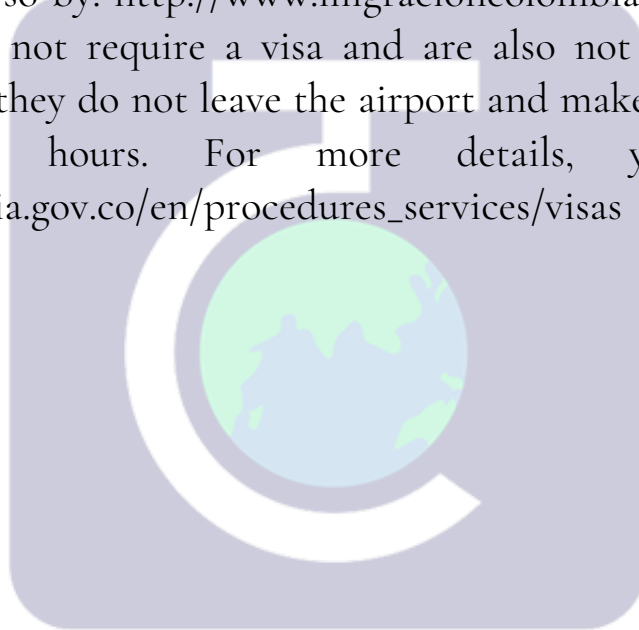 so by: http://www.migracioncolombia
not require a visa and are also not
they do not leave the airport and make
hours. For more details, y
ia.gov.co/en/procedures_services/visas